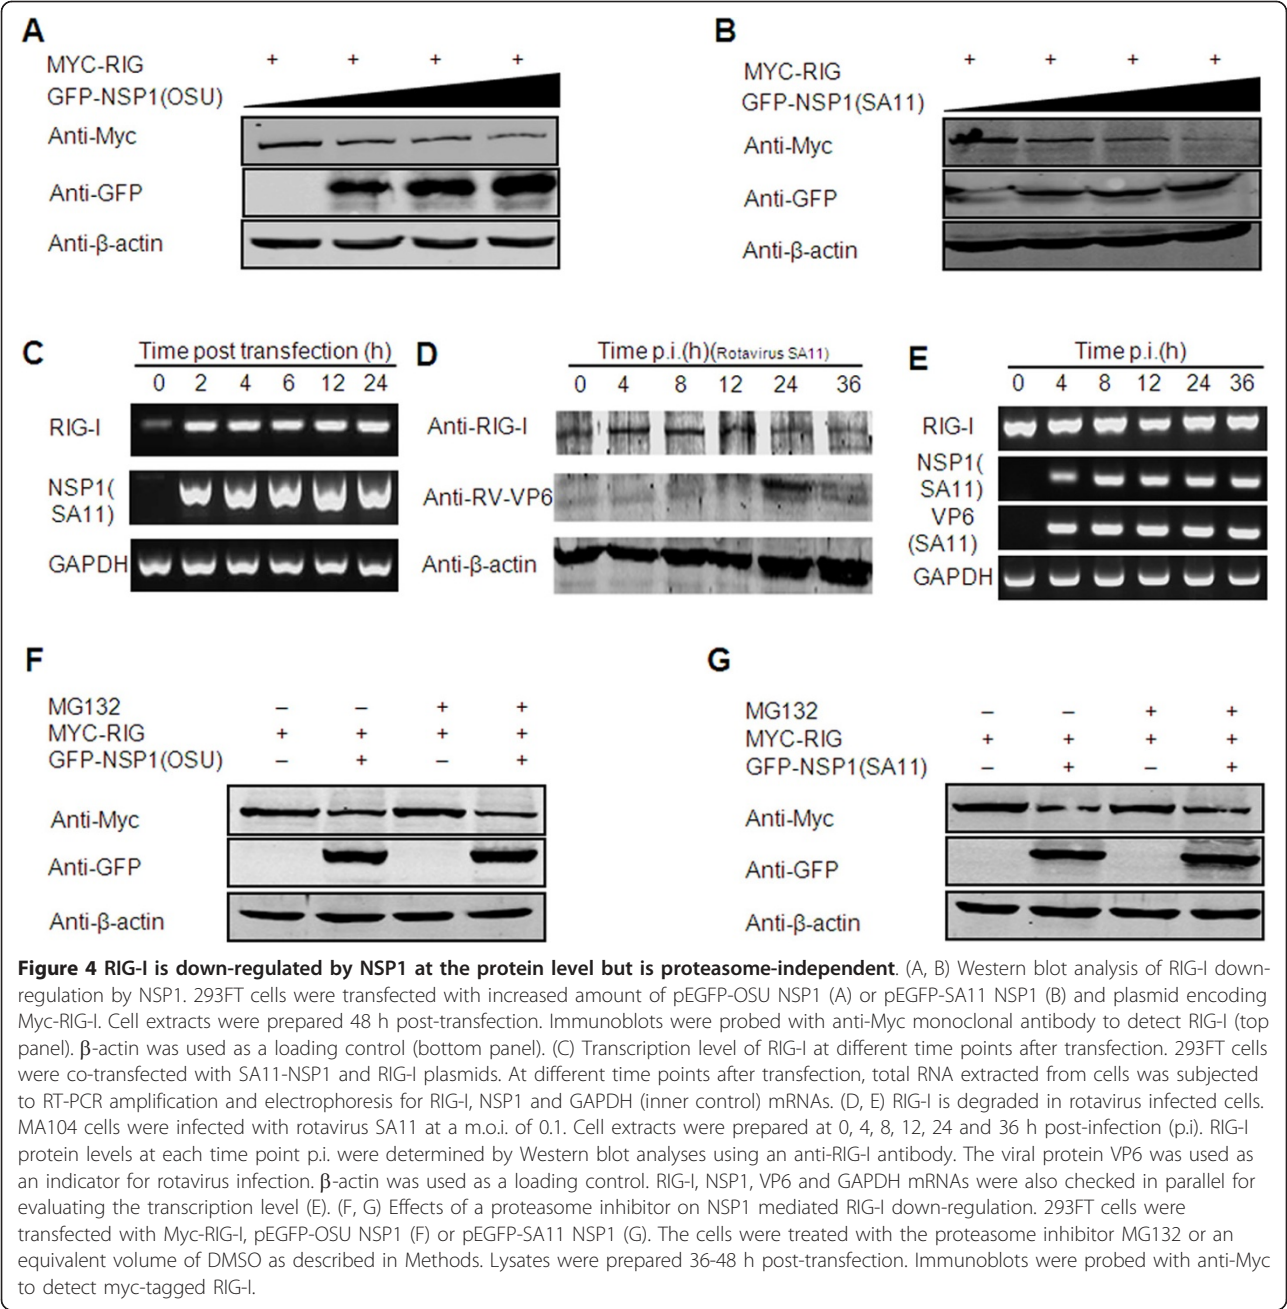 A
MYC-RIG + + + +
GFP-NSP1(OSU)
Anti-Myc
Anti-GFP
Anti-β-actin
B
MYC-RIG + + + +
GFP-NSP1(SA11)
Anti-Myc
Anti-GFP
Anti-β-actin
C
Time post transfection (h)
0 2 4 6 12 24
RIG-I
NSP1(
SA11)
GAPDH
D
Time p.i.(h)(Rotavirus SA11)
0 4 8 12 24 36
Anti-RIG-I
Anti-RV-VP6
Anti-β-actin
E
Time p.i.(h)
0 4 8 12 24 36
RIG-I
NSP1(
SA11)
VP6
(SA11)
GAPDH
F
MG132 – – + +
MYC-RIG + + + +
GFP-NSP1(OSU) – + – +
Anti-Myc
Anti-GFP
Anti-β-actin
G
MG132 – – + +
MYC-RIG + + + +
GFP-NSP1(SA11) – + – +
Anti-Myc
Anti-GFP
Anti-β-actin
Figure 4 RIG-I is down-regulated by NSP1 at the protein level but is proteasome-independent. (A, B) Western blot analysis of RIG-I down-
regulation by NSP1. 293FT cells were transfected with increased amount of pEGFP-OSU NSP1 (A) or pEGFP-SA11 NSP1 (B) and plasmid encoding
Myc-RIG-I. Cell extracts were prepared 48 h post-transfection. Immunoblots were probed with anti-Myc monoclonal antibody to detect RIG-I (top
panel). β-actin was used as a loading control (bottom panel). (C) Transcription level of RIG-I at different time points after transfection. 293FT cells
were co-transfected with SA11-NSP1 and RIG-I plasmids. At different time points after transfection, total RNA extracted from cells was subjected
to RT-PCR amplification and electrophoresis for RIG-I, NSP1 and GAPDH (inner control) mRNAs. (D, E) RIG-I is degraded in rotavirus infected cells.
MA104 cells were infected with rotavirus SA11 at a m.o.i. of 0.1. Cell extracts were prepared at 0, 4, 8, 12, 24 and 36 h post-infection (p.i). RIG-I
protein levels at each time point p.i. were determined by Western blot analyses using an anti-RIG-I antibody. The viral protein VP6 was used as
an indicator for rotavirus infection. β-actin was used as a loading control. RIG-I, NSP1, VP6 and GAPDH mRNAs were also checked in parallel for
evaluating the transcription level (E). (F, G) Effects of a proteasome inhibitor on NSP1 mediated RIG-I down-regulation. 293FT cells were
transfected with Myc-RIG-I, pEGFP-OSU NSP1 (F) or pEGFP-SA11 NSP1 (G). The cells were treated with the proteasome inhibitor MG132 or an
equivalent volume of DMSO as described in Methods. Lysates were prepared 36-48 h post-transfection. Immunoblots were probed with anti-Myc
to detect myc-tagged RIG-I.